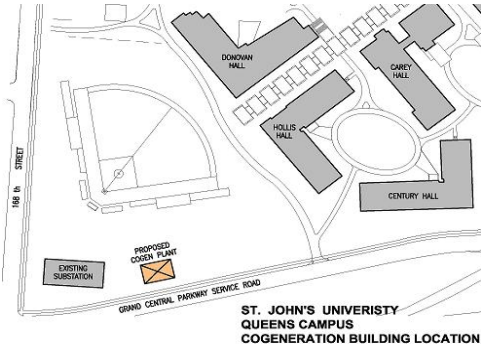 DONOVAN
HALL
CAREY
HALL
HOLLIS
HALL
168 th STREET
CENTURY HALL
PROPOSED
COGEN PLANT
EXISTING
SUBSTATION
GRAND CENTRAL PARKWAY SERVICE ROAD
ST. JOHN'S UNIVERISTY
QUEENS CAMPUS
COGENERATION BUILDING LOCATION